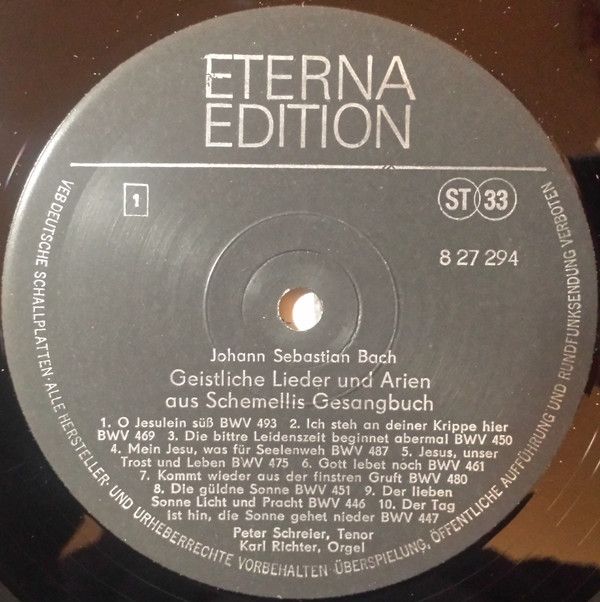 ETERNA
EDITION
1
ST 33
8 27 294
Johann Sebastian Bach
Geistliche Lieder und Arien
aus Schemellis Gesangbuch
1. O Jesulein süß BWV 493 2. Ich steh an deiner Krippe hier
BWV 469 3. Die bittre Leidenszeit beginnet abermal BWV 450
4. Mein Jesu, was für Seelenweh BWV 487 5. Jesus, unser
Trost und Leben BWV 475 6. Gott lebet noch BWV 461
7. Kommt wieder aus der finstren Gruft BWV 480
8. Die güldne Sonne BWV 451 9. Der lieben
Sonne Licht und Pracht BWV 446 10. Der Tag
ist hin, die Sonne gehet nieder BWV 447
Peter Schreier, Tenor
Karl Richter, Orgel
VEB DEUTSCHE SCHALLPLATTEN · ALLE HERSTELLER- UND URHEBERRECHTE VORBEHALTEN · ÜBERSPIELUNG, ÖFFENTLICHE AUFFÜHRUNG UND RUNDFUNKSENDUNG VERBOTEN